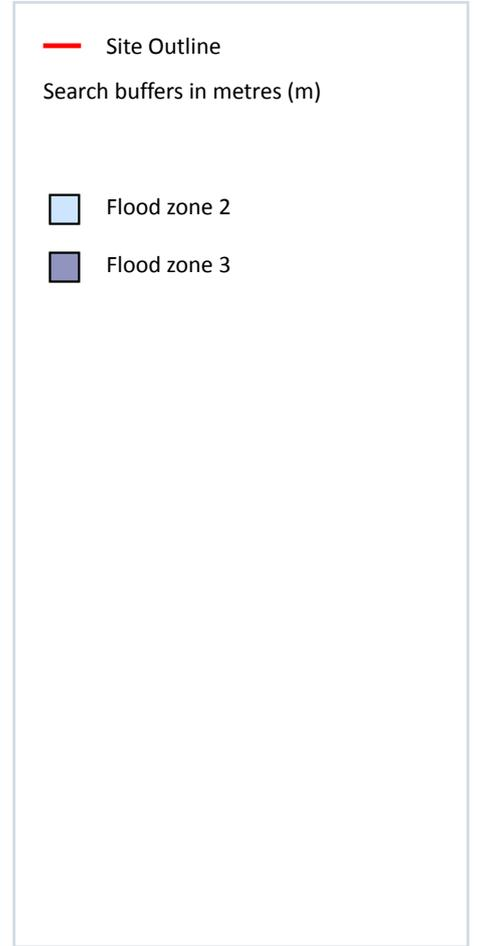 Site Outline
Search buffers in metres (m)
Flood zone 2
Flood zone 3